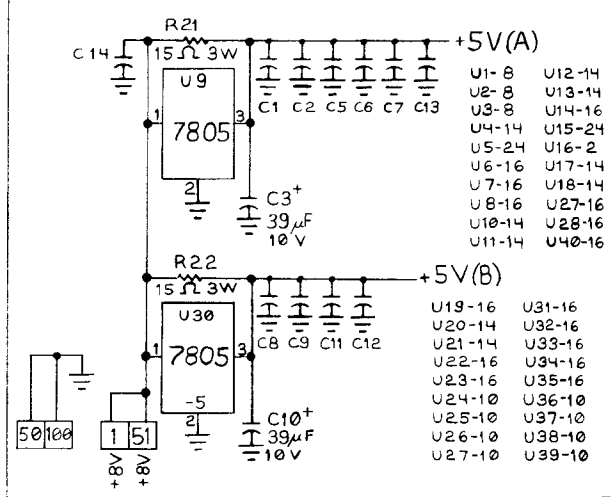 R21
C14
15 Ω 3W
+5V(A)
U9
1 7805 3
2
C1 C2 C5 C6 C7 C13
C3+
39µF
10V
U1-8 U12-14
U2-8 U13-14
U3-8 U14-16
U4-14 U15-24
U5-24 U16-2
U6-16 U17-14
U7-16 U18-14
U8-16 U27-16
U10-14 U28-16
U11-14 U40-16
R22
15 Ω 3W
+5V(B)
U30
1 7805 3
-5
2
C8 C9 C11 C12
C10+
39µF
10V
U19-16 U31-16
U20-14 U32-16
U21-14 U33-16
U22-16 U34-16
U23-16 U35-16
U24-10 U36-10
U25-10 U37-10
U26-10 U38-10
U27-10 U39-10
50 100
1 51
+8V +8V